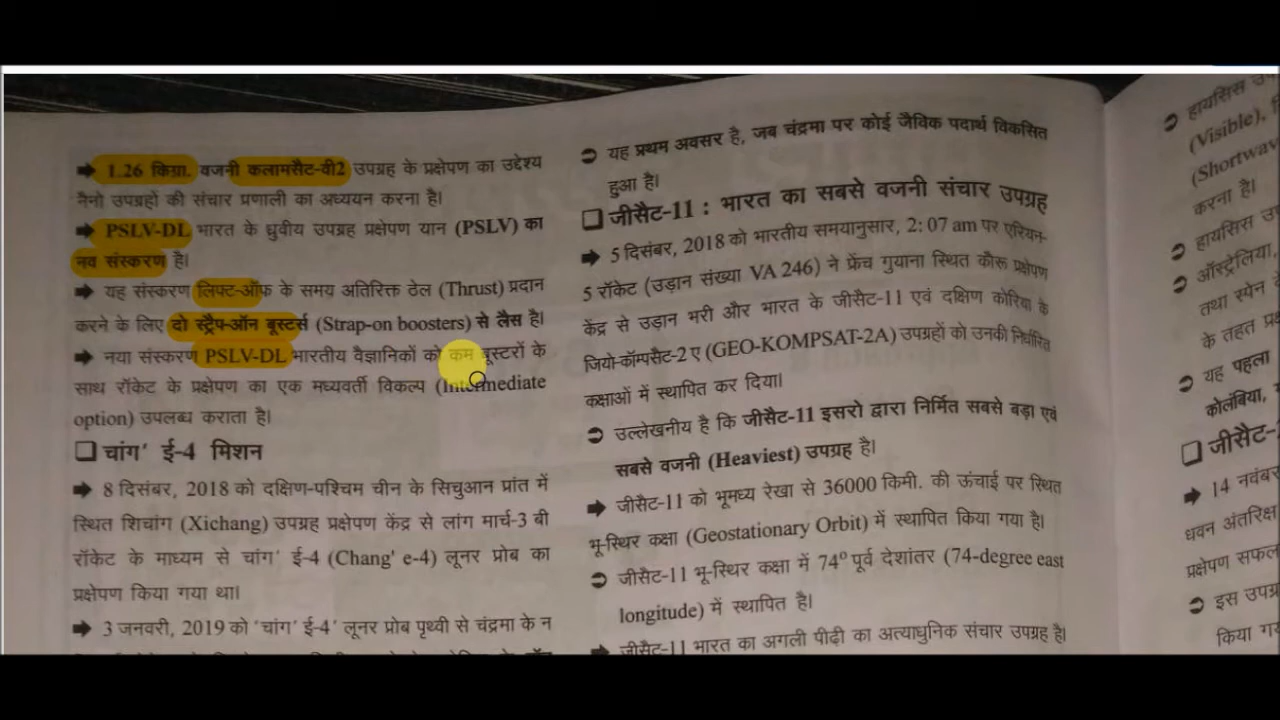 ➡ 1.26 किग्रा. वजनी कलामसैट-वी2 उपग्रह के प्रक्षेपण का उद्देश्य
नैनो उपग्रहों की संचार प्रणाली का अध्ययन करना है।
➡ PSLV-DL भारत के ध्रुवीय उपग्रह प्रक्षेपण यान (PSLV) का
नव संस्करण है।
➡ यह संस्करण लिफ्ट-ऑफ के समय अतिरिक्त ठेल (Thrust) प्रदान
करने के लिए दो स्ट्रैप-ऑन बूस्टर्स (Strap-on boosters) से लैस है।
➡ नया संस्करण PSLV-DL भारतीय वैज्ञानिकों को कम बूस्टरों के
साथ रॉकेट के प्रक्षेपण का एक मध्यवर्ती विकल्प (Intermediate
option) उपलब्ध कराता है।
❑ चांग' ई-4 मिशन
➡ 8 दिसंबर, 2018 को दक्षिण-पश्चिम चीन के सिचुआन प्रांत में
स्थित शिचांग (Xichang) उपग्रह प्रक्षेपण केंद्र से लांग मार्च-3 बी
रॉकेट के माध्यम से चांग' ई-4 (Chang' e-4) लूनर प्रोब का
प्रक्षेपण किया गया था।
➡ 3 जनवरी, 2019 को 'चांग' ई-4' लूनर प्रोब पृथ्वी से चंद्रमा के न
➲ यह प्रथम अवसर है, जब चंद्रमा पर कोई जैविक पदार्थ विकसित
हुआ है।
❑ जीसैट-11 : भारत का सबसे वजनी संचार उपग्रह
➡ 5 दिसंबर, 2018 को भारतीय समयानुसार, 2: 07 am पर एरियन-
5 रॉकेट (उड़ान संख्या VA 246) ने फ्रेंच गुयाना स्थित कौरू प्रक्षेपण
केंद्र से उड़ान भरी और भारत के जीसैट-11 एवं दक्षिण कोरिया के
जियो-कॉम्पसैट-2 ए (GEO-KOMPSAT-2A) उपग्रहों को उनकी निर्धारित
कक्षाओं में स्थापित कर दिया।
➲ उल्लेखनीय है कि जीसैट-11 इसरो द्वारा निर्मित सबसे बड़ा एवं
सबसे वजनी (Heaviest) उपग्रह है।
➡ जीसैट-11 को भूमध्य रेखा से 36000 किमी. की ऊंचाई पर स्थित
भू-स्थिर कक्षा (Geostationary Orbit) में स्थापित किया गया है।
➲ जीसैट-11 भू-स्थिर कक्षा में 74° पूर्व देशांतर (74-degree east
longitude) में स्थापित है।
➡ जीसैट-11 भारत का अगली पीढ़ी का अत्याधुनिक संचार उपग्रह है।
➲ हायसिस
(Visible),
(Shortwav
करना है।
➲ हायसिस
➲ ऑस्ट्रेलिया,
तथा स्पेन
के तहत
➲ यह पहला
कोलंबिया,
❑ जीसैट-
➡ 14 नवंबर
धवन अंतरिक्ष
प्रक्षेपण
➲ इस
किया